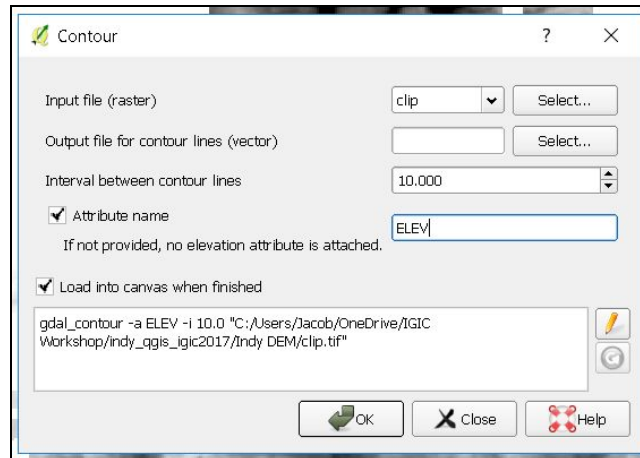 Contour
?
Input file (raster)
clip
Select...
Output file for contour lines (vector)
Select...
Interval between contour lines
10.000
Attribute name
ELEV
If not provided, no elevation attribute is attached.
Load into canvas when finished
gdal_contour -a ELEV -i 10.0 "C:/Users/Jacob/OneDrive/IGIC
Workshop/indy_qgis_igic2017/Indy DEM/clip.tif"
OK
Close
Help